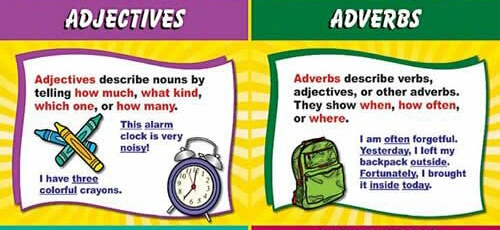 ADJECTIVES
Adjectives describe nouns by
telling how much, what kind,
which one, or how many.
This alarm
clock is very
noisy!
I have three
colorful crayons.
ADVERBS
Adverbs describe verbs,
adjectives, or other adverbs.
They show when, how often,
or where.
I am often forgetful.
Yesterday, I left my
backpack outside.
Fortunately, I brought
it inside today.